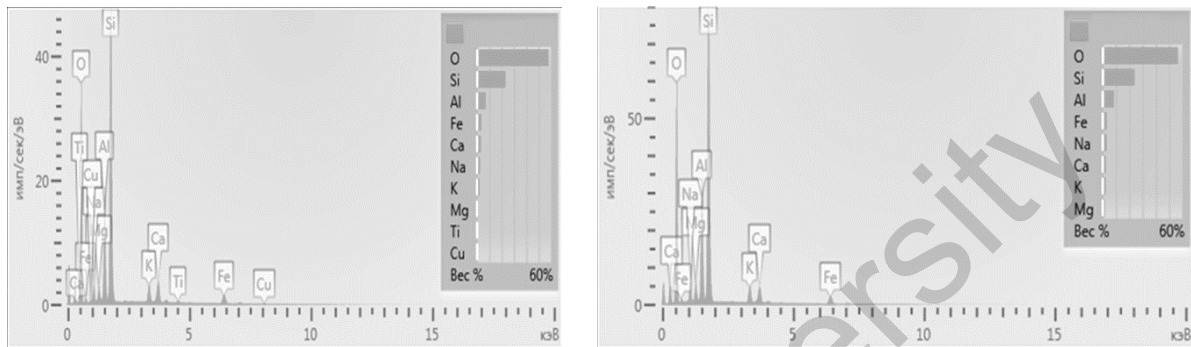 имп/сек/эВ
40
20
0
Si
O
Ti
Al
Cu
Na
Mg
Fe
Ca
K
Ca
Ti
Fe
Cu
0 5 10 15 кэВ
O
Si
Al
Fe
Ca
Na
K
Mg
Ti
Cu
Вес % 60%
имп/сек/эВ
50
0
Si
O
Al
Na
Mg
Ca
Fe
K
Ca
Fe
0 5 10 15 кэВ
O
Si
Al
Fe
Na
Ca
K
Mg
Вес % 60%
ersity